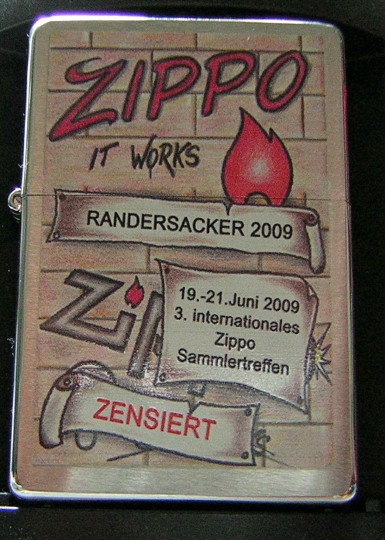 ZIPPO
IT WORKS
RANDERSACKER 2009
19.-21.Juni 2009
3. internationales
Zippo
Sammlertreffen
ZENSIERT